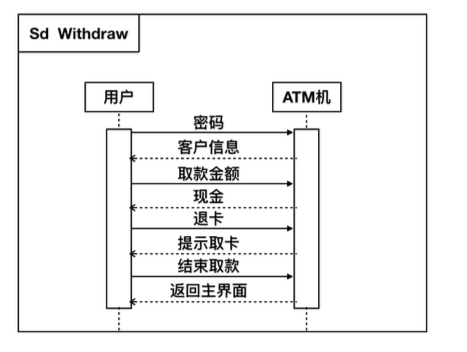 Sd Withdraw
用户
ATM机
密码
客户信息
取款金额
现金
退卡
提示取卡
结束取款
返回主界面